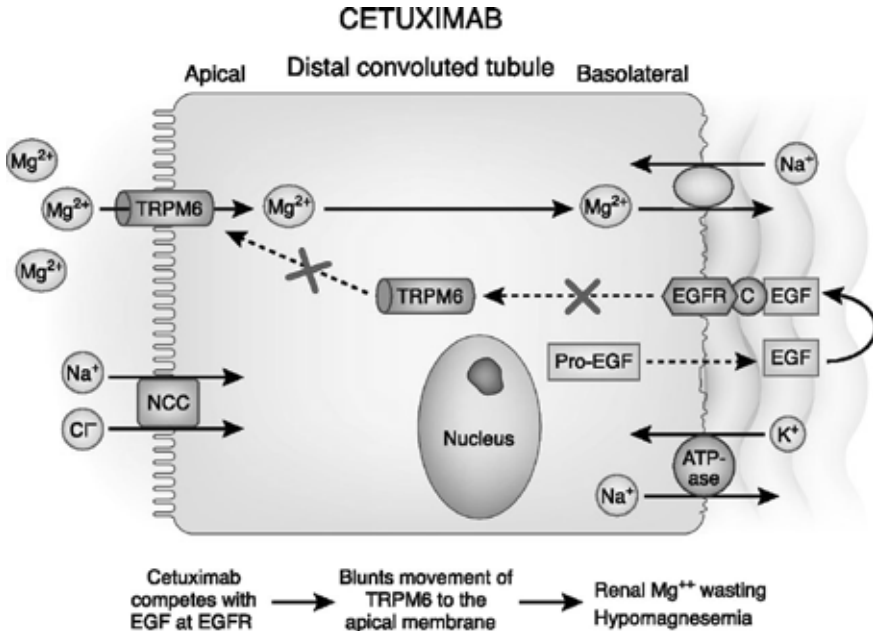 CETUXIMAB
Apical
Distal convoluted tubule
Basolateral
Mg²⁺
Na⁺
Mg²⁺
TRPM6
Mg²⁺
Mg²⁺
Mg²⁺
TRPM6
EGFR
C
EGF
Pro-EGF
EGF
Na⁺
NCC
Cl⁻
Nucleus
K⁺
ATP-
ase
Na⁺
Cetuximab
competes with
EGF at EGFR
Blunts movement of
TRPM6 to the
apical membrane
Renal Mg⁺⁺ wasting
Hypomagnesemia